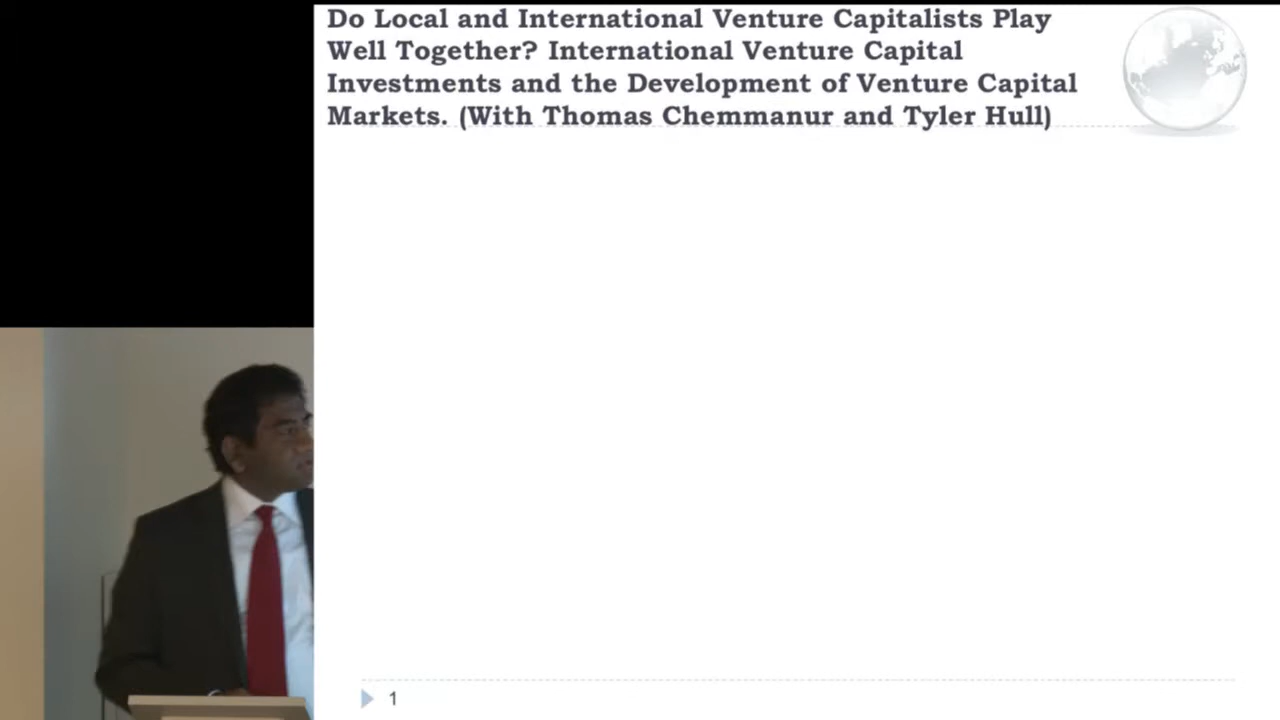 Do Local and International Venture Capitalists Play
Well Together? International Venture Capital
Investments and the Development of Venture Capital
Markets. (With Thomas Chemmanur and Tyler Hull)
1